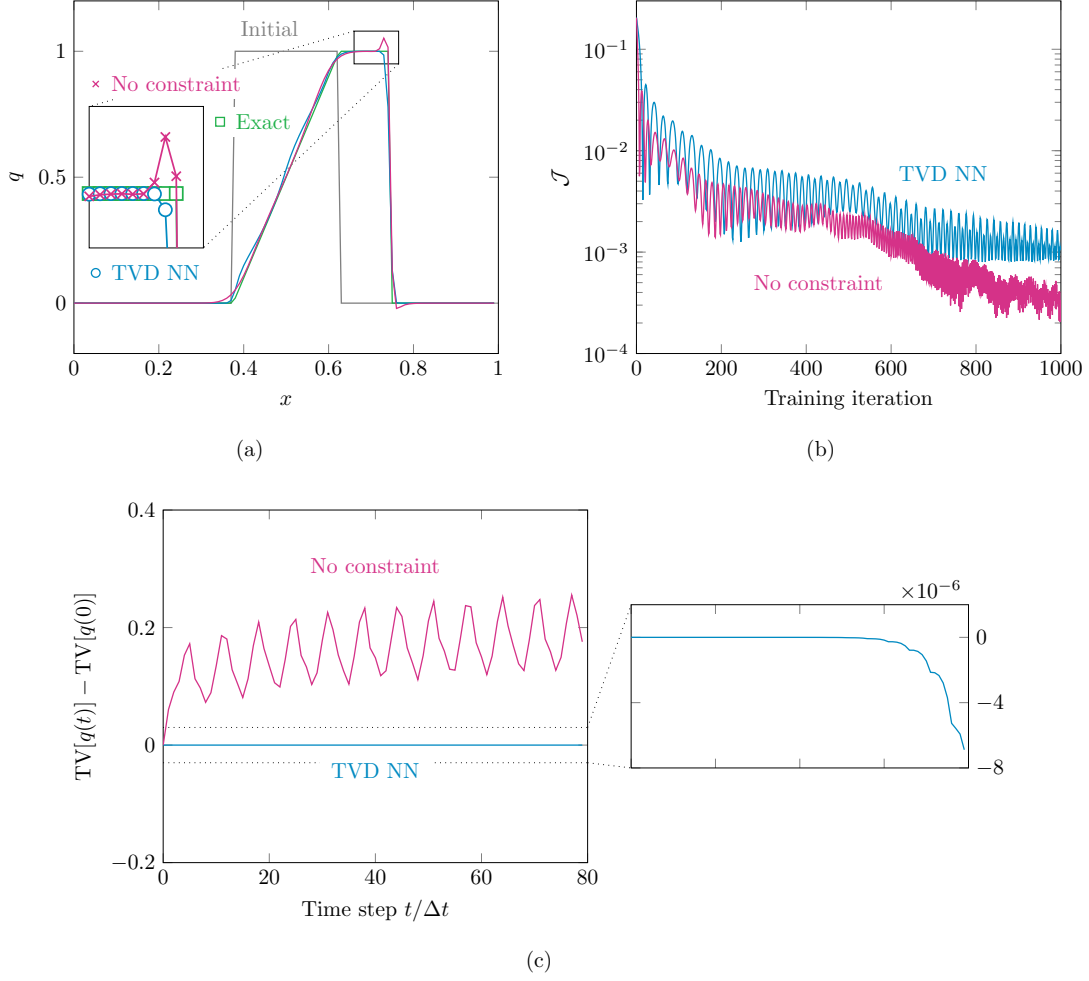 Initial
No constraint
Exact
TVD NN
q
1
0.5
0
0
0.2
0.4
0.6
0.8
1
x
(a)
TVD NN
No constraint
𝒥
10⁻¹
10⁻²
10⁻³
10⁻⁴
0
200
400
600
800
1000
Training iteration
(b)
No constraint
TVD NN
TV[q(t)] − TV[q(0)]
0.4
0.2
0
−0.2
0
20
40
60
80
Time step t/Δt
×10⁻⁶
0
−4
−8
(c)